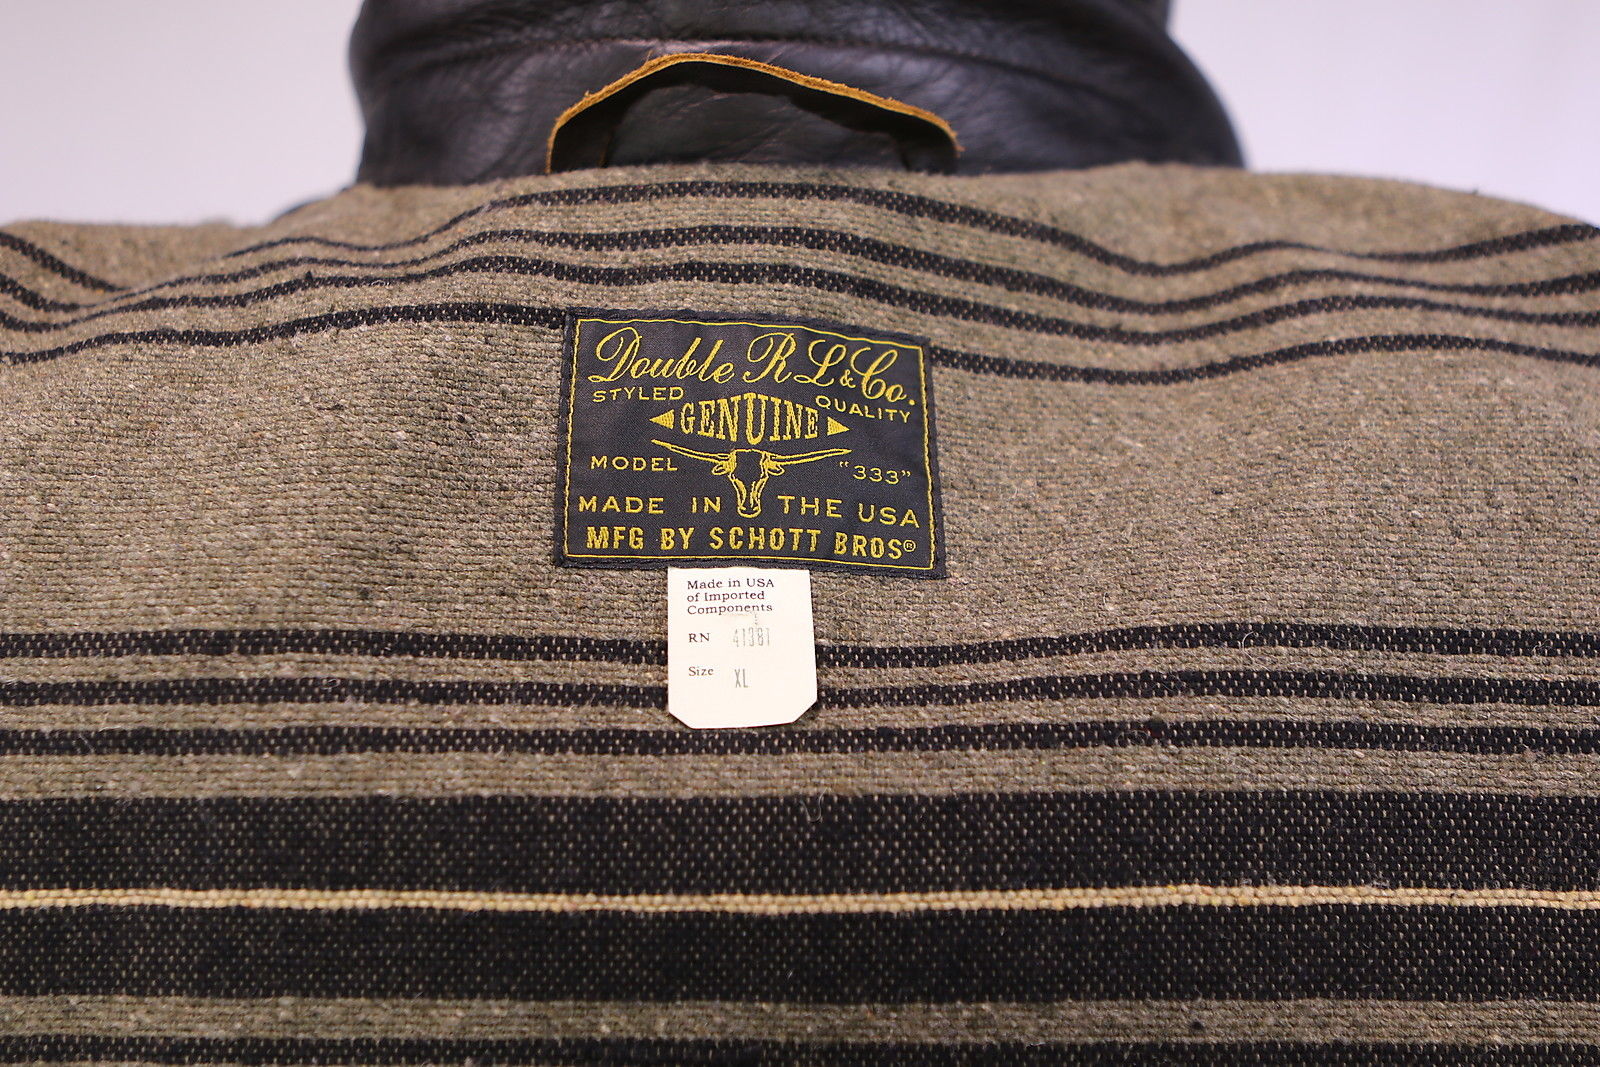 Double RL & Co.
STYLED QUALITY
GENUINE
MODEL "333"
MADE IN THE USA
MFG BY SCHOTT BROS®
Made in USA
of Imported
Components
RN 41381
Size XL